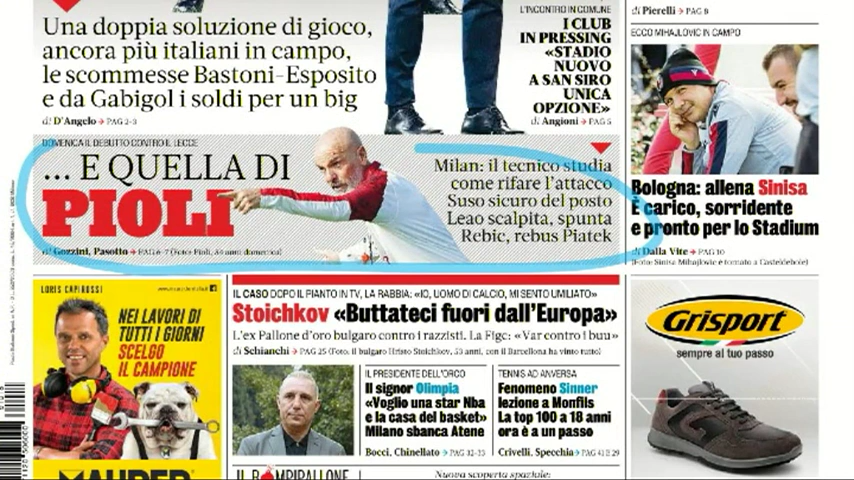 Una doppia soluzione di gioco,
ancora più italiani in campo,
le scommesse Bastoni-Esposito
e da Gabigol i soldi per un big
di D'Angelo → PAG 2-3
L'INCONTRO IN COMUNE
I CLUB
IN PRESSING
«STADIO
NUOVO
A SAN SIRO
UNICA
OPZIONE»
di Angioni → PAG 5
di Pierelli → PAG 8
ECCO MIHAJLOVIC IN CAMPO
Bologna: allena Sinisa
È carico, sorridente
e pronto per lo Stadium
di Dalla Vite → PAG 10
(Foto: Sinisa Mihajlovic è tornato a Casteldebole)
DOMENICA IL DEBUTTO CONTRO IL LECCE
... E QUELLA DI
PIOLI
di Gozzini, Pasotto → PAG 6-7 (Foto: Pioli, 54 anni domenica)
Milan: il tecnico studia
come rifare l'attacco
Suso sicuro del posto
Leao scalpita, spunta
Rebic, rebus Piatek
LORIS CAPIROSSI
NEI LAVORI DI
TUTTI I GIORNI
SCELGO
IL CAMPIONE
IL CASO DOPO IL PIANTO IN TV, LA RABBIA: «IO, UOMO DI CALCIO, MI SENTO UMILIATO»
Stoichkov «Buttateci fuori dall'Europa»
L'ex Pallone d'oro bulgaro contro i razzisti. La Figc: «Var contro i buu»
di Schianchi → PAG 25 (Foto: il bulgaro Hristo Stoichkov, 53 anni, con il Barcellona ha vinto tutto)
IL PRESIDENTE DELL'ORCO
Il signor Olimpia
«Voglio una star Nba
e la casa del basket»
Milano sbanca Atene
Bocci, Chinellato → PAG 32-33
TENNIS AD ANVERSA
Fenomeno Sinner
lezione a Monfils
La top 100 a 18 anni
ora è a un passo
Crivelli, Specchia → PAG 41 E 29
Grisport
sempre al tuo passo
Nuova scoperta spaziale: